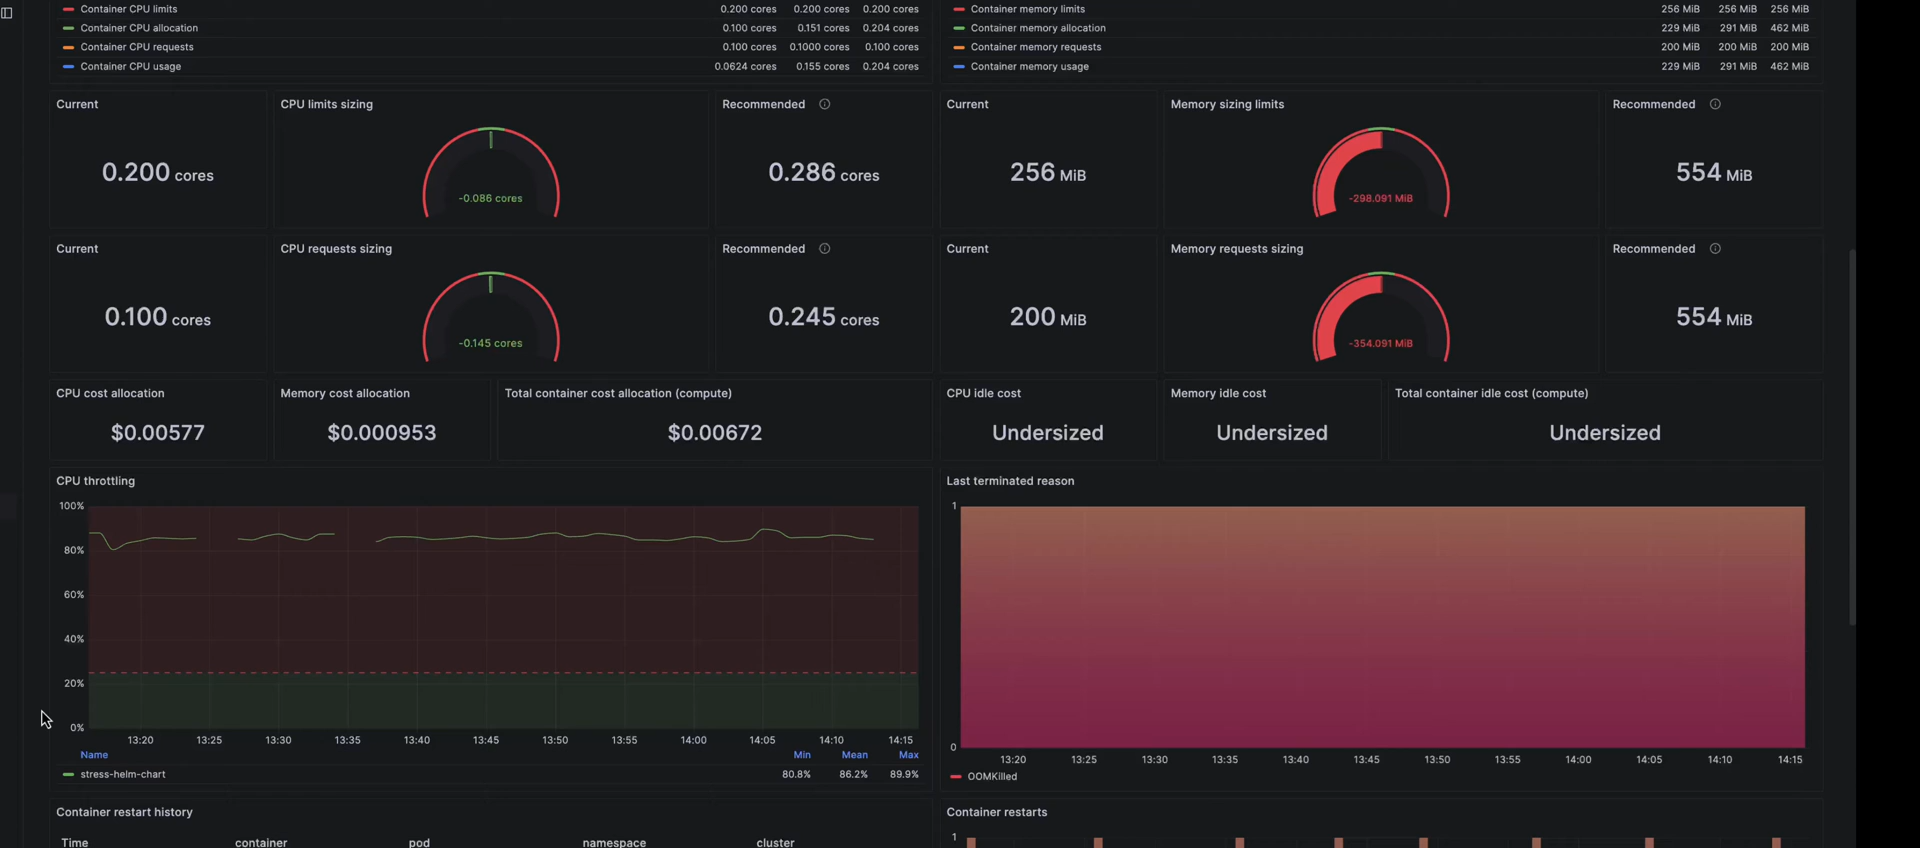 Container CPU limits 0.200 cores 0.200 cores 0.200 cores
Container CPU allocation 0.100 cores 0.151 cores 0.204 cores
Container CPU requests 0.100 cores 0.1000 cores 0.100 cores
Container CPU usage 0.0624 cores 0.155 cores 0.204 cores
Container memory limits 256 MiB 256 MiB 256 MiB
Container memory allocation 229 MiB 291 MiB 462 MiB
Container memory requests 200 MiB 200 MiB 200 MiB
Container memory usage 229 MiB 291 MiB 462 MiB
Current
0.200 cores
CPU limits sizing
-0.086 cores
Recommended
0.286 cores
Current
256 MiB
Memory sizing limits
-298.091 MiB
Recommended
554 MiB
Current
0.100 cores
CPU requests sizing
-0.145 cores
Recommended
0.245 cores
Current
200 MiB
Memory requests sizing
-354.091 MiB
Recommended
554 MiB
CPU cost allocation
$0.00577
Memory cost allocation
$0.000953
Total container cost allocation (compute)
$0.00672
CPU idle cost
Undersized
Memory idle cost
Undersized
Total container idle cost (compute)
Undersized
CPU throttling
100%
80%
60%
40%
20%
0%
13:20 13:25 13:30 13:35 13:40 13:45 13:50 13:55 14:00 14:05 14:10 14:15
Name Min Mean Max
stress-helm-chart 80.8% 86.2% 89.9%
Last terminated reason
1
0
13:20 13:25 13:30 13:35 13:40 13:45 13:50 13:55 14:00 14:05 14:10 14:15
OOMKilled
Container restart history
Time container pod namespace cluster
Container restarts
1